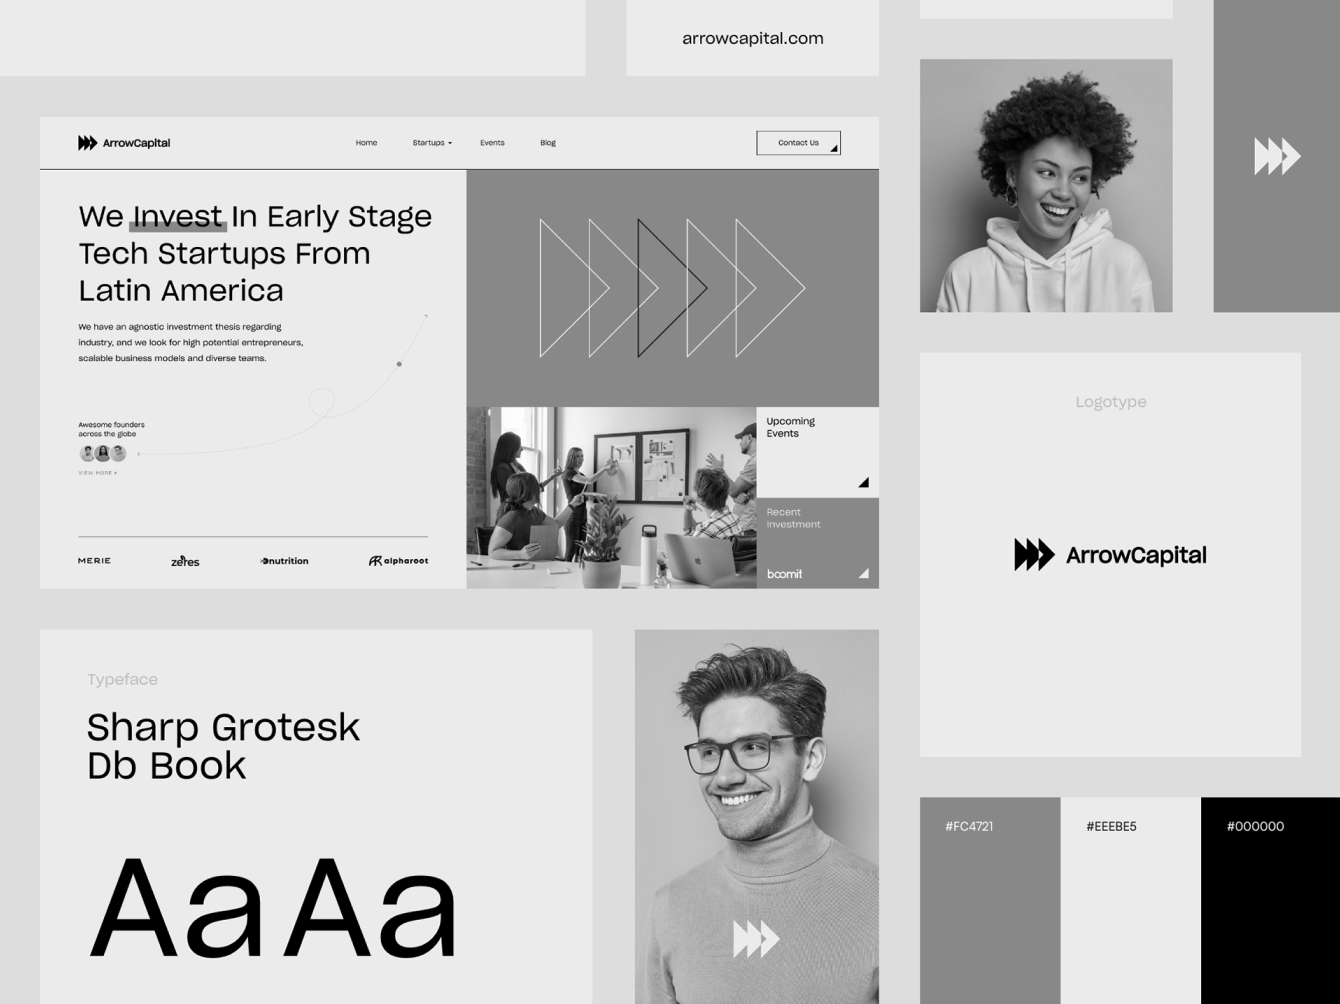 arrowcapital.com
ArrowCapital
Home
Startups
Events
Blog
Contact Us
We Invest In Early Stage
Tech Startups From
Latin America
We have an agnostic investment thesis regarding
industry, and we look for high potential entrepreneurs,
scalable business models and diverse teams.
Awesome founders
across the globe
VIEW MORE
MERIE
zeres
nutrition
alpharoot
Upcoming
Events
Recent
Investment
boomit
Logotype
ArrowCapital
Typeface
Sharp Grotesk
Db Book
Aa Aa
#FC4721
#EEEBE5
#000000